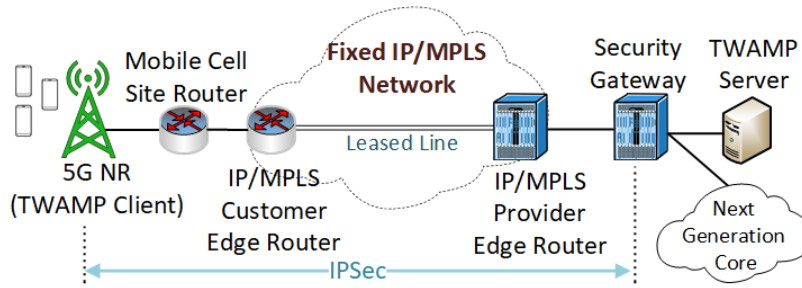 Mobile Cell
Site Router
Fixed IP/MPLS
Network
Security
Gateway
TWAMP
Server
Leased Line
5G NR
(TWAMP Client)
IP/MPLS
Customer
Edge Router
IP/MPLS
Provider
Edge Router
Next
Generation
Core
IPSec